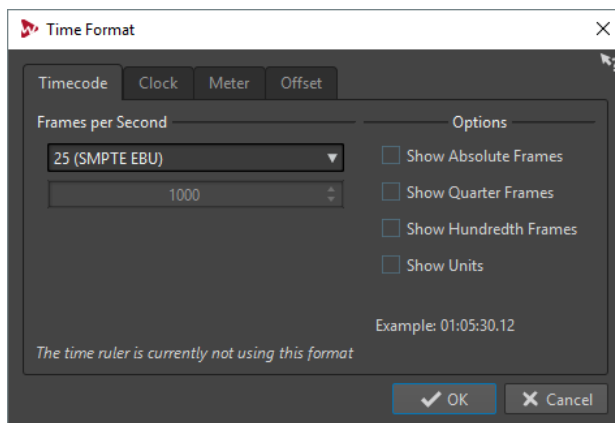 Time Format
Timecode Clock Meter Offset
Frames per Second
25 (SMPTE EBU)
1000
Options
Show Absolute Frames
Show Quarter Frames
Show Hundredth Frames
Show Units
Example: 01:05:30.12
The time ruler is currently not using this format
OK Cancel